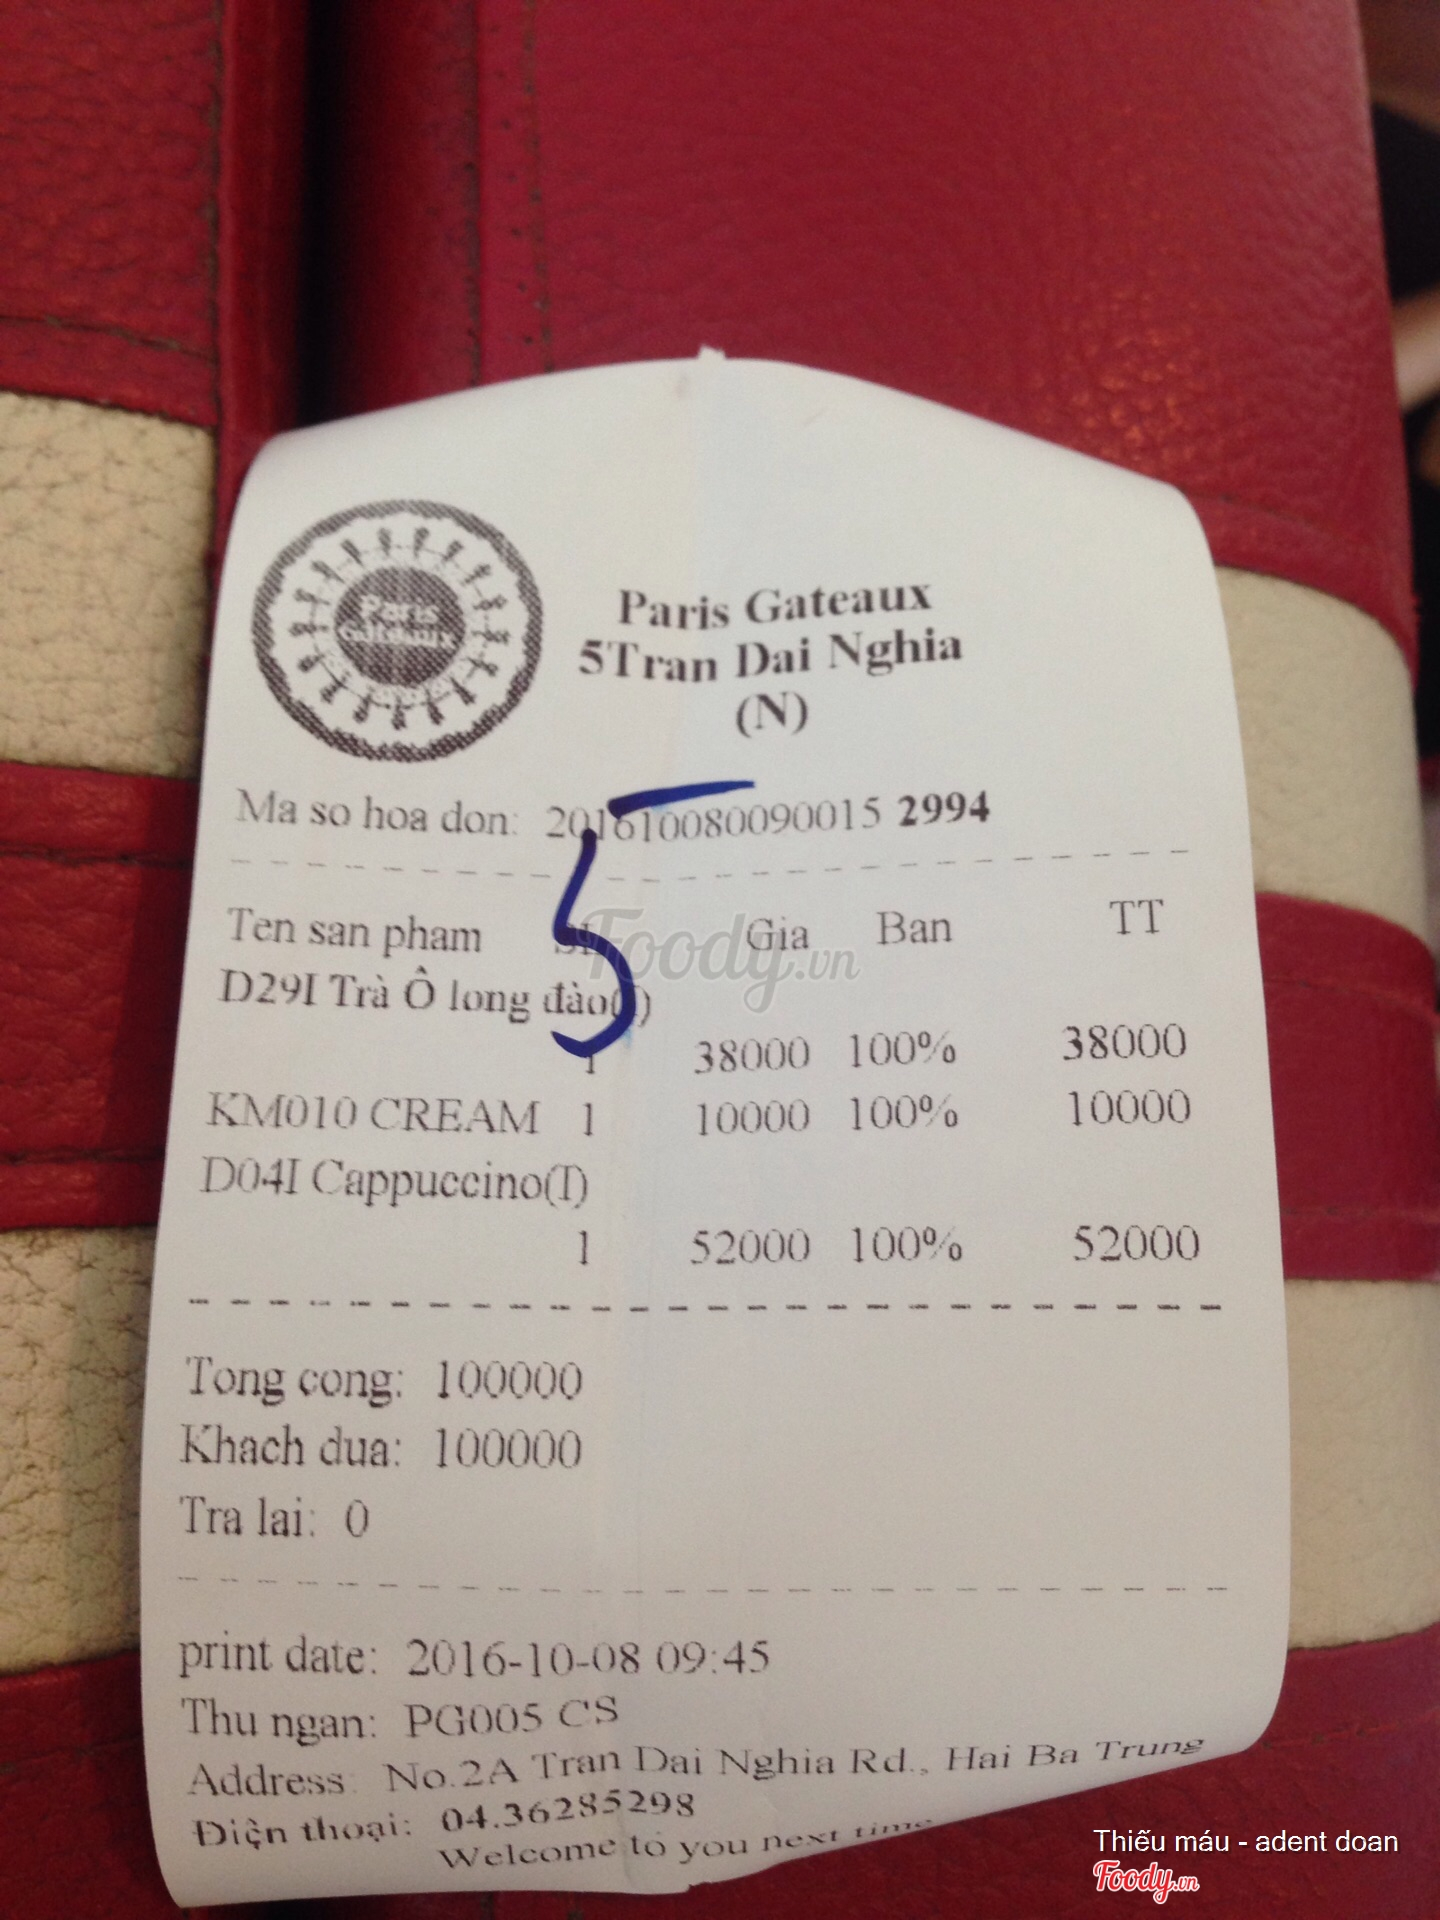 Paris
Gateaux
Paris Gateaux
5Tran Dai Nghia
(N)
Ma so hoa don: 201610080090015 2994
5
Ten san pham Sl Gia Ban TT
D29I Trà Ô long đào(I)
1 38000 100% 38000
KM010 CREAM 1 10000 100% 10000
D04I Cappuccino(I)
1 52000 100% 52000
Tong cong: 100000
Khach dua: 100000
Tra lai: 0
print date: 2016-10-08 09:45
Thu ngan: PG005 CS
Address: No.2A Tran Dai Nghia Rd., Hai Ba Trung
Điện thoại: 04.36285298
Welcome to you next time
Foody.vn
Thiếu máu - adent doan
Foody.vn